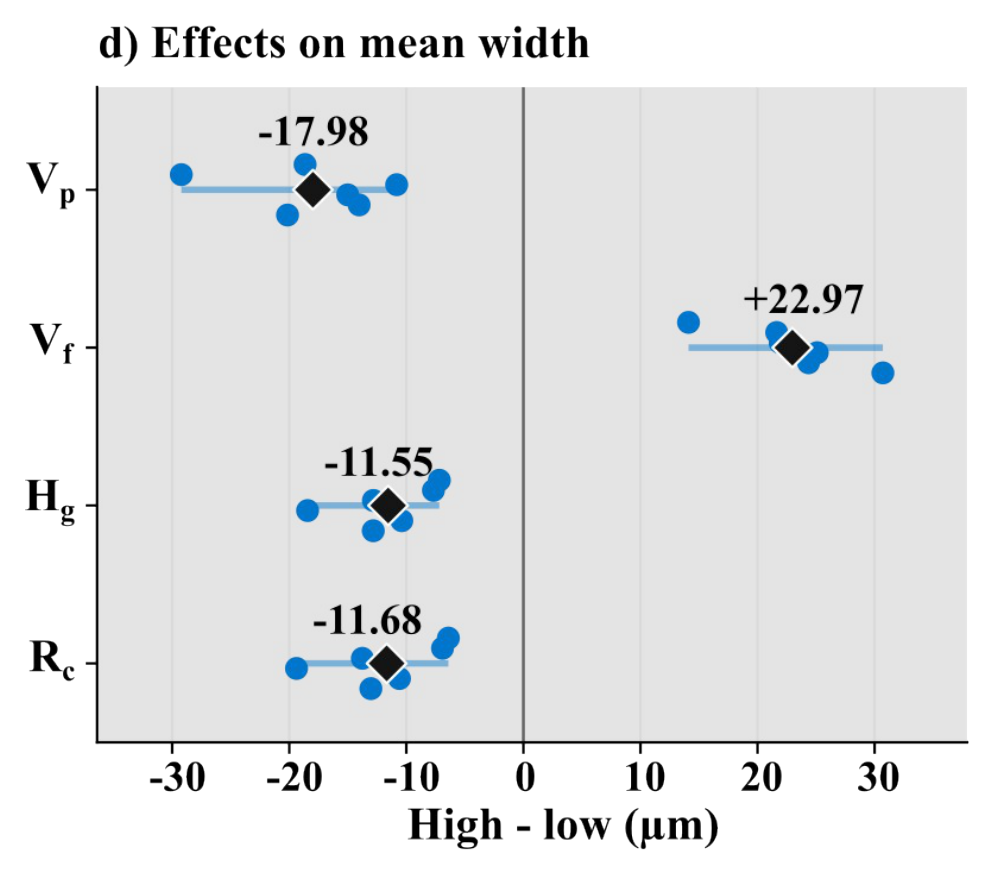 d) Effects on mean width
-17.98
Vp
+22.97
Vf
-11.55
Hg
-11.68
Rc
-30 -20 -10 0 10 20 30
High - low (μm)